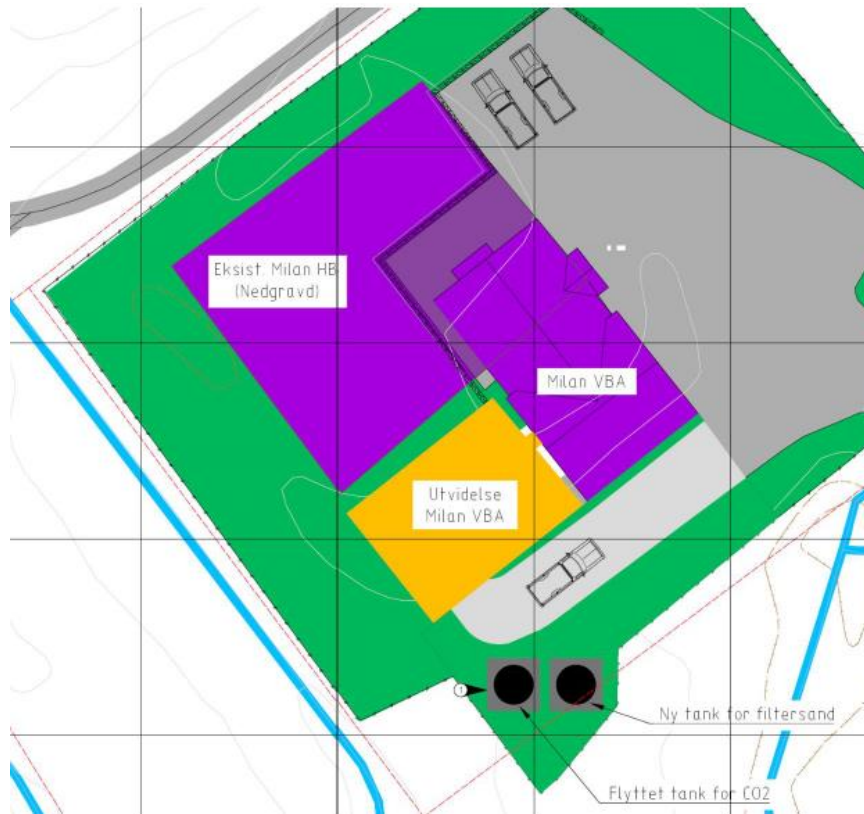 Eksist. Milan HB
(Nedgravd)
Milan VBA
Utvidelse
Milan VBA
1
Ny tank for filtersand
Flyttet tank for CO2